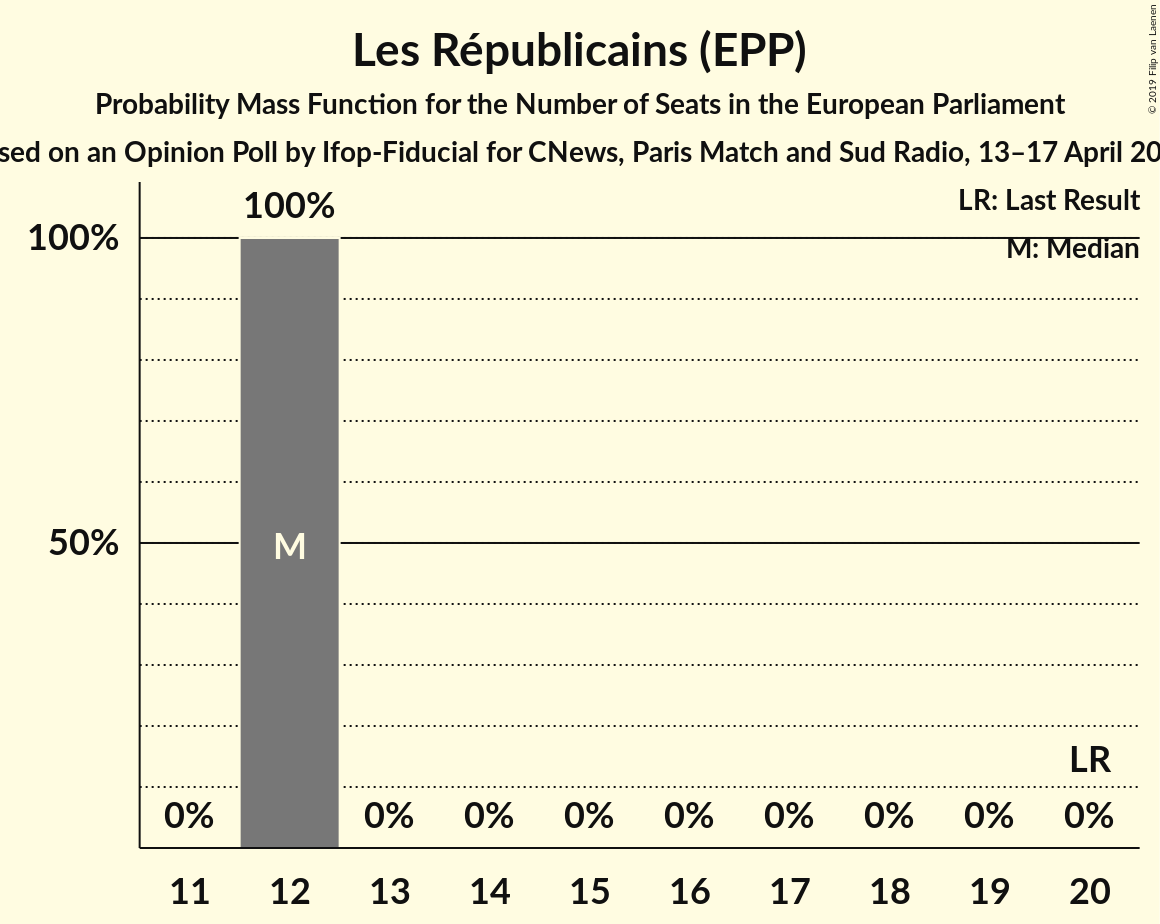 Les Républicains (EPP)
Probability Mass Function for the Number of Seats in the European Parliament
sed on an Opinion Poll by Ifop-Fiducial for CNews, Paris Match and Sud Radio, 13–17 April 20
© 2019 Filip van Laenen
LR: Last Result
M: Median
100%
100%
50%
M
LR
0% 0% 0% 0% 0% 0% 0% 0% 0%
11 12 13 14 15 16 17 18 19 20